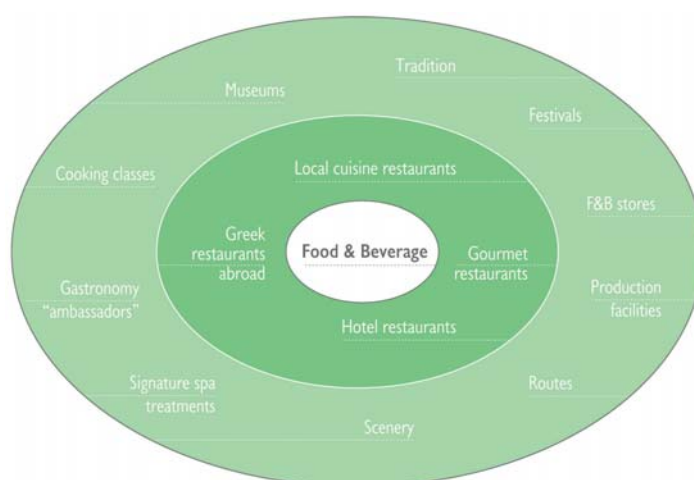 Tradition
Museums
Festivals
Cooking classes
Local cuisine restaurants
F&B stores
Greek
restaurants
abroad
Food & Beverage
Gourmet
restaurants
Gastronomy
“ambassadors”
Production
facilities
Hotel restaurants
Signature spa
treatments
Routes
Scenery